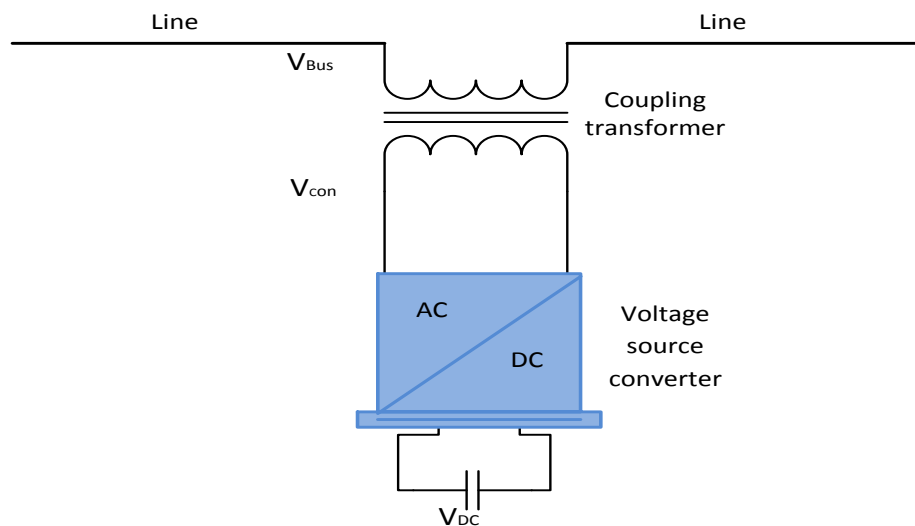 Line
Line
VBus
Coupling
transformer
Vcon
AC
DC
Voltage
source
converter
VDC